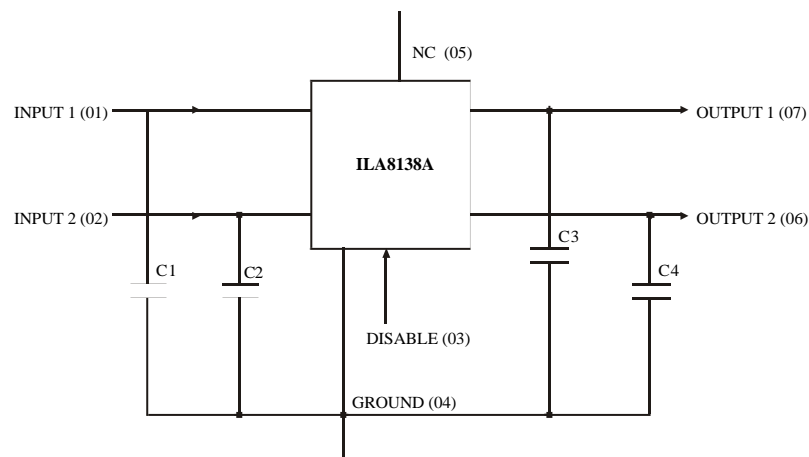 NC (05)
INPUT 1 (01)
OUTPUT 1 (07)
ILA8138A
INPUT 2 (02)
OUTPUT 2 (06)
C3
C1
C2
C4
DISABLE (03)
GROUND (04)